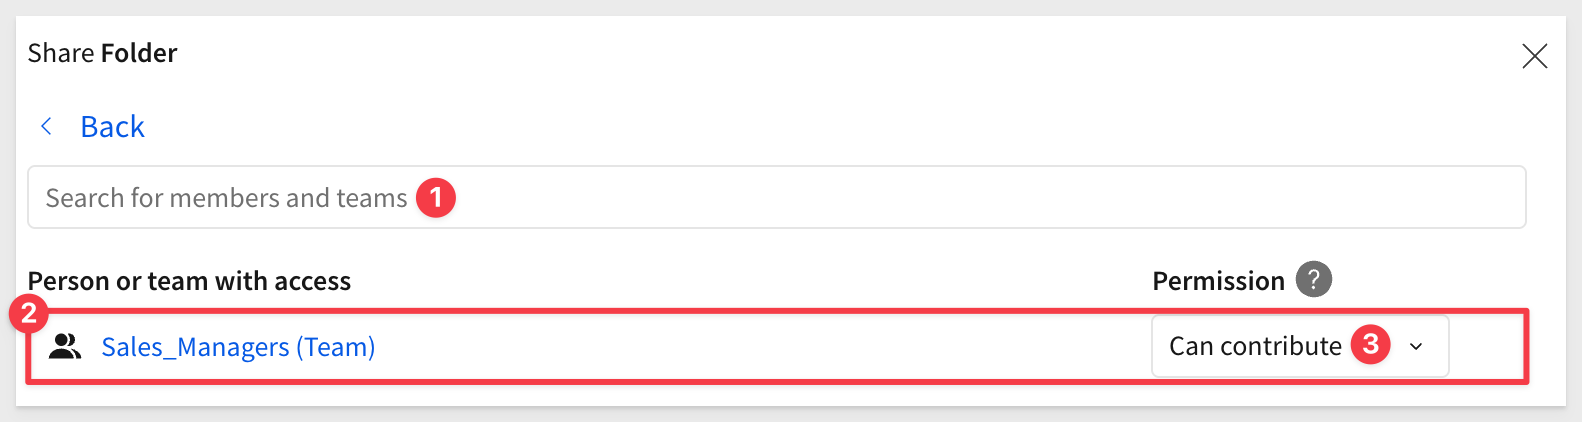 Share Folder
Back
Search for members and teams 1
Person or team with access Permission ?
2
Sales_Managers (Team) Can contribute 3